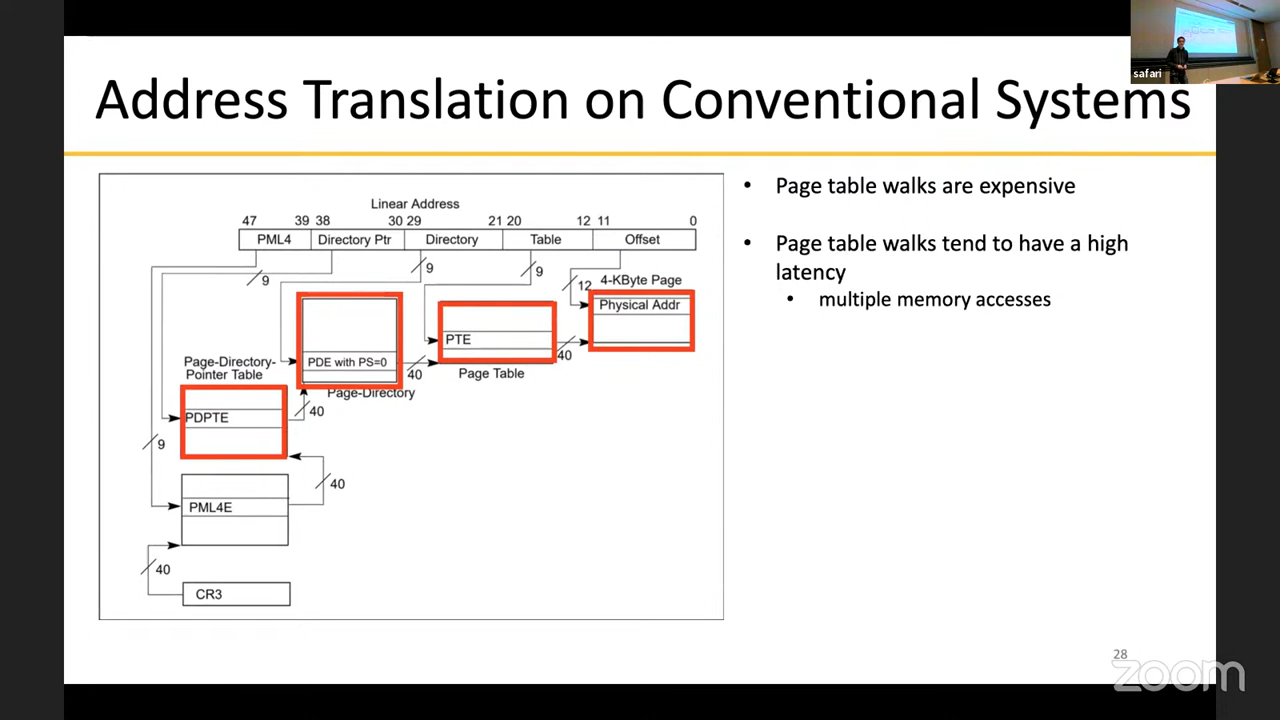 safari
Address Translation on Conventional Systems
Linear Address
47 39 38 30 29 21 20 12 11 0
PML4 Directory Ptr Directory Table Offset
9 9 9 12
4-KByte Page
Physical Addr
PTE
40
Page Table
PDE with PS=0
40
Page-Directory
Page-Directory-
Pointer Table
40
PDPTE
9
40
PML4E
40
CR3
• Page table walks are expensive
• Page table walks tend to have a high
latency
• multiple memory accesses
28
zoom